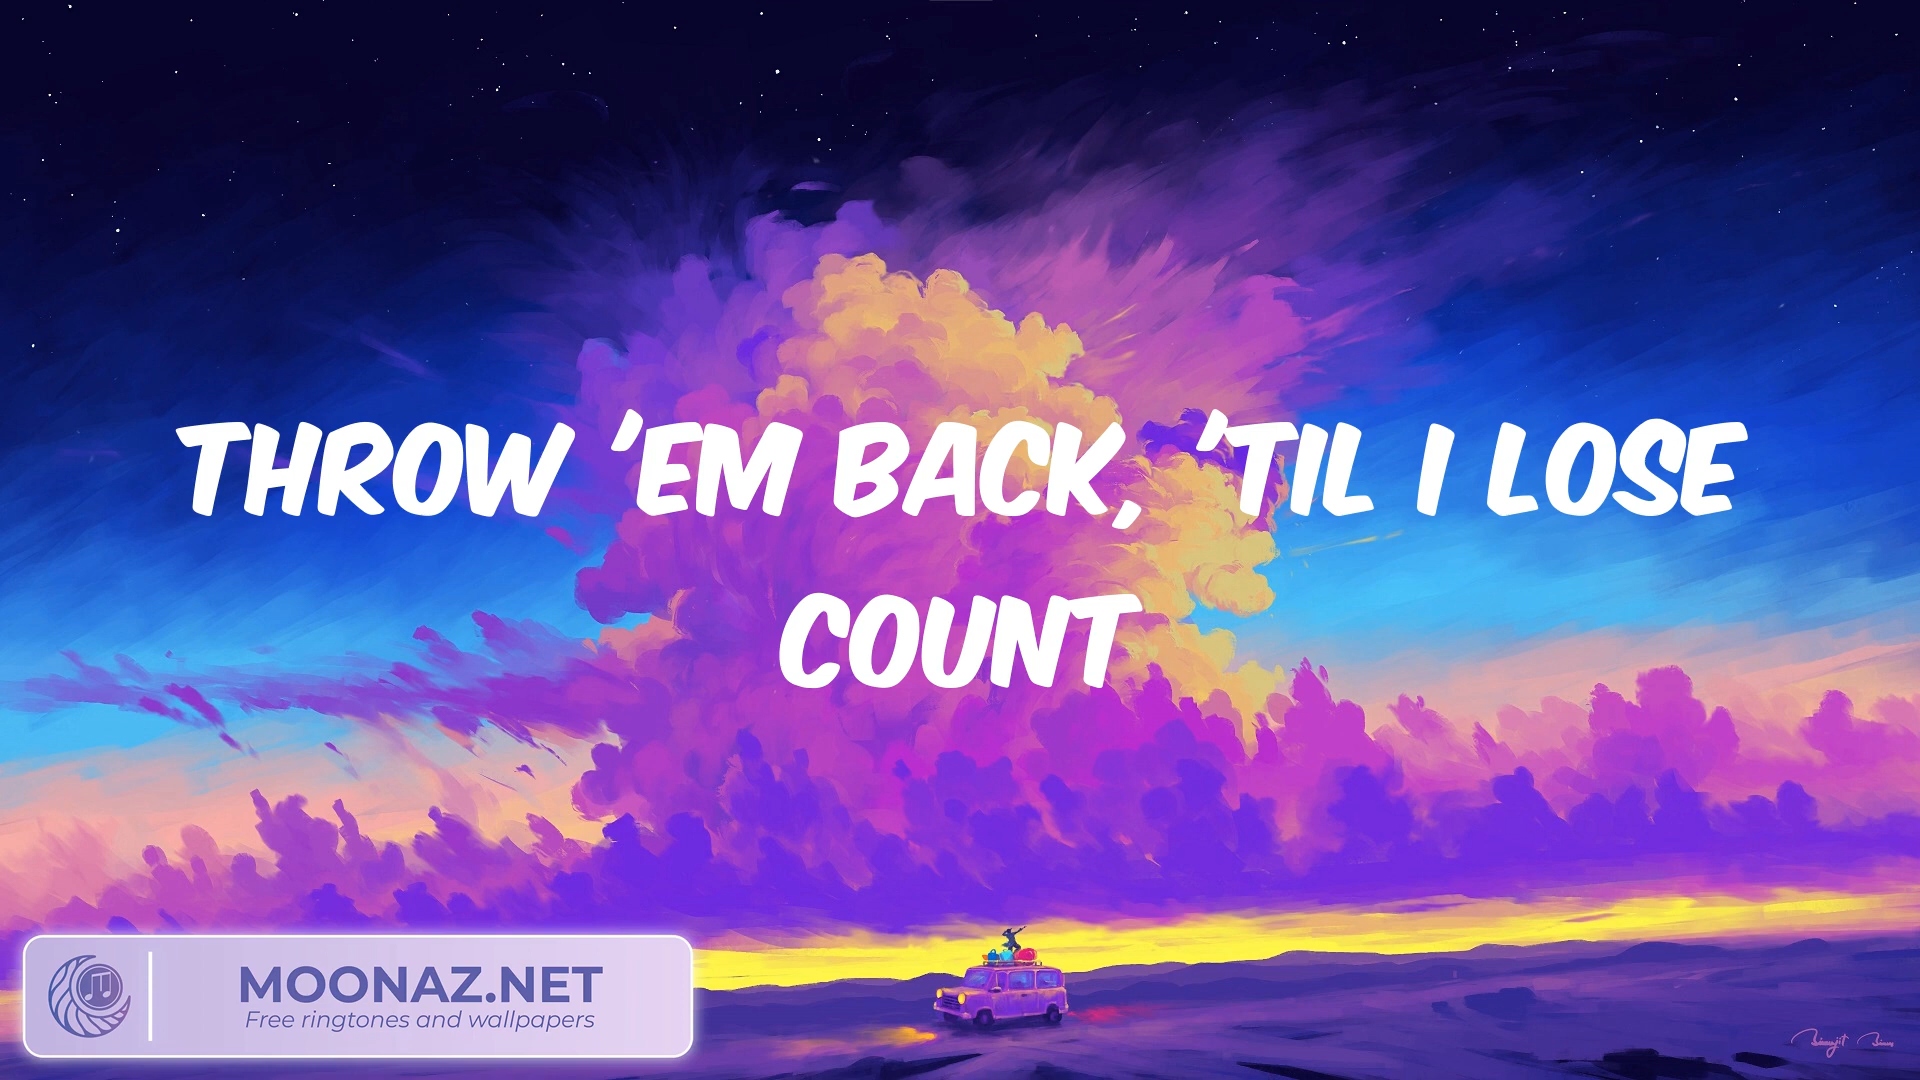 THROW 'EM BACK, 'TIL I LOSE
COUNT
MOONAZ.NET
Free ringtones and wallpapers